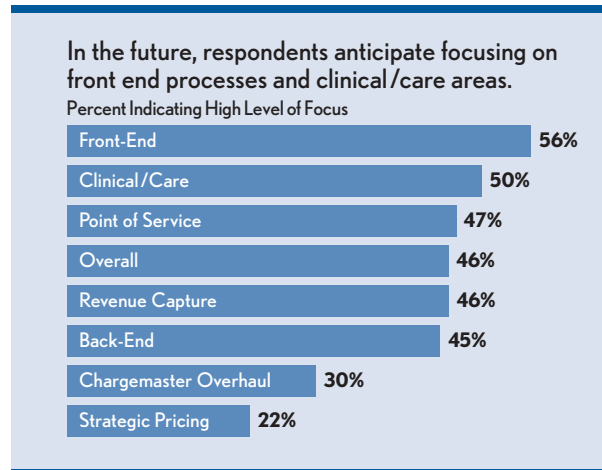 In the future, respondents anticipate focusing on
front end processes and clinical/care areas.
Percent Indicating High Level of Focus
Front-End 56%
Clinical/Care 50%
Point of Service 47%
Overall 46%
Revenue Capture 46%
Back-End 45%
Chargemaster Overhaul 30%
Strategic Pricing 22%